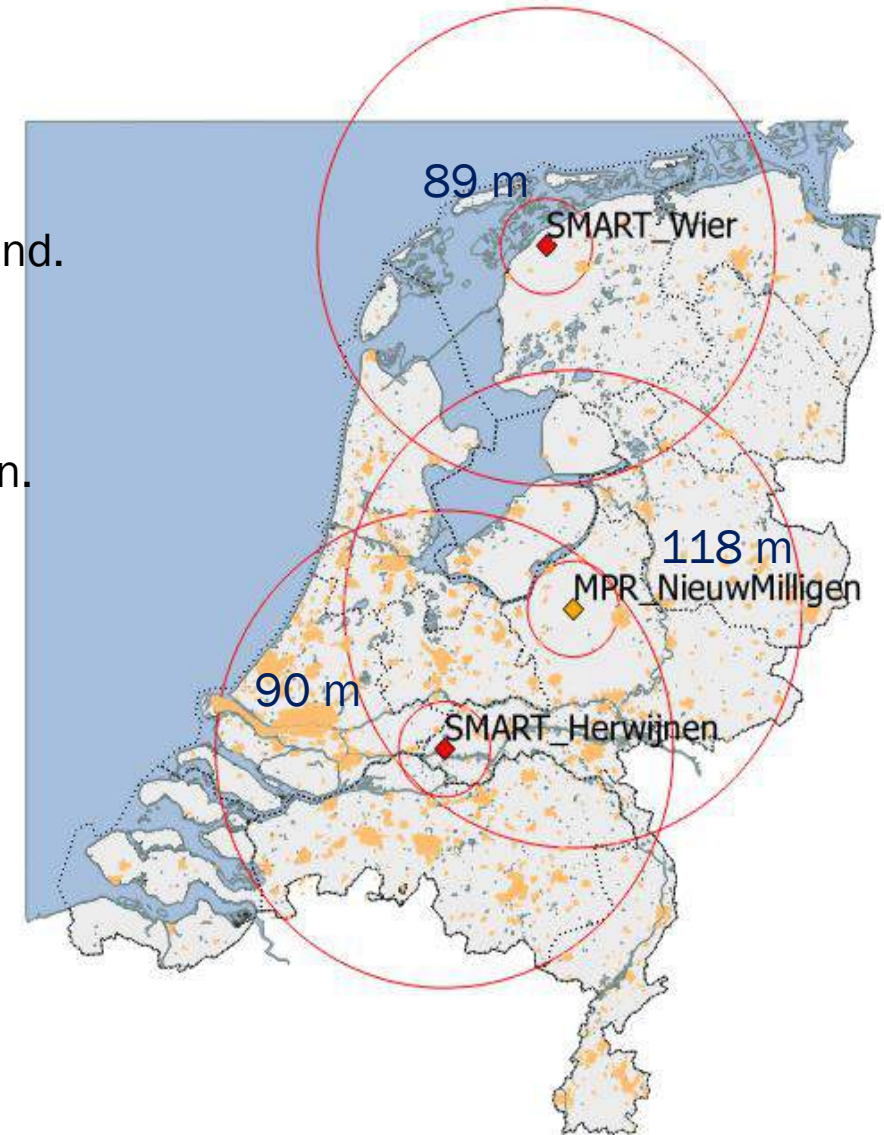 89 m
SMART_Wier
nd.
n.
118 m
MPR_NieuwMilligen
90 m
SMART_Herwijnen